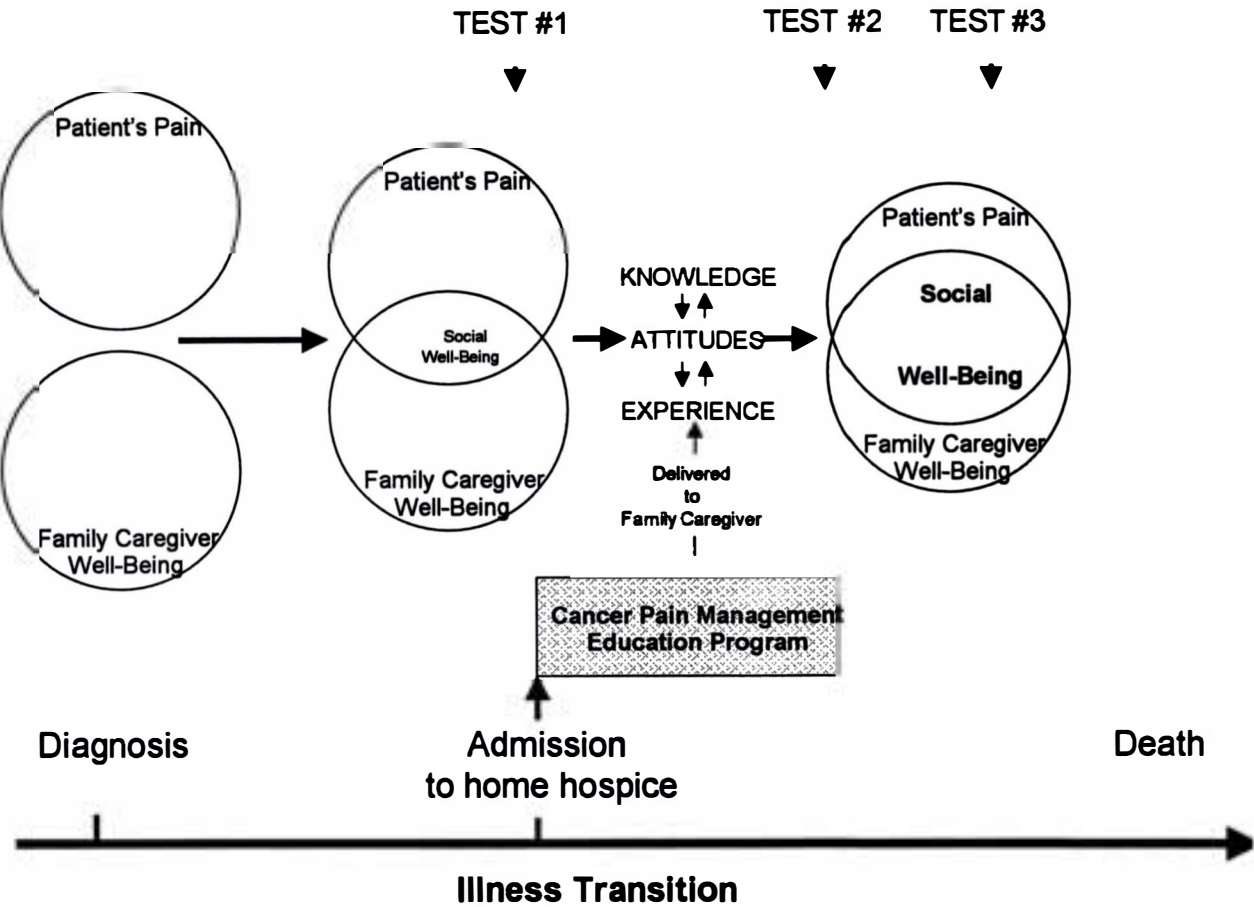 TEST #1
TEST #2
TEST #3
Patient's Pain
Family Caregiver
Well-Being
Patient's Pain
Social
Well-Being
Family Caregiver
Well-Being
KNOWLEDGE
ATTITUDES
EXPERIENCE
Delivered
to
Family Caregiver
Patient's Pain
Social
Well-Being
Family Caregiver
Well-Being
Cancer Pain Management
Education Program
Diagnosis
Admission
to home hospice
Death
Illness Transition